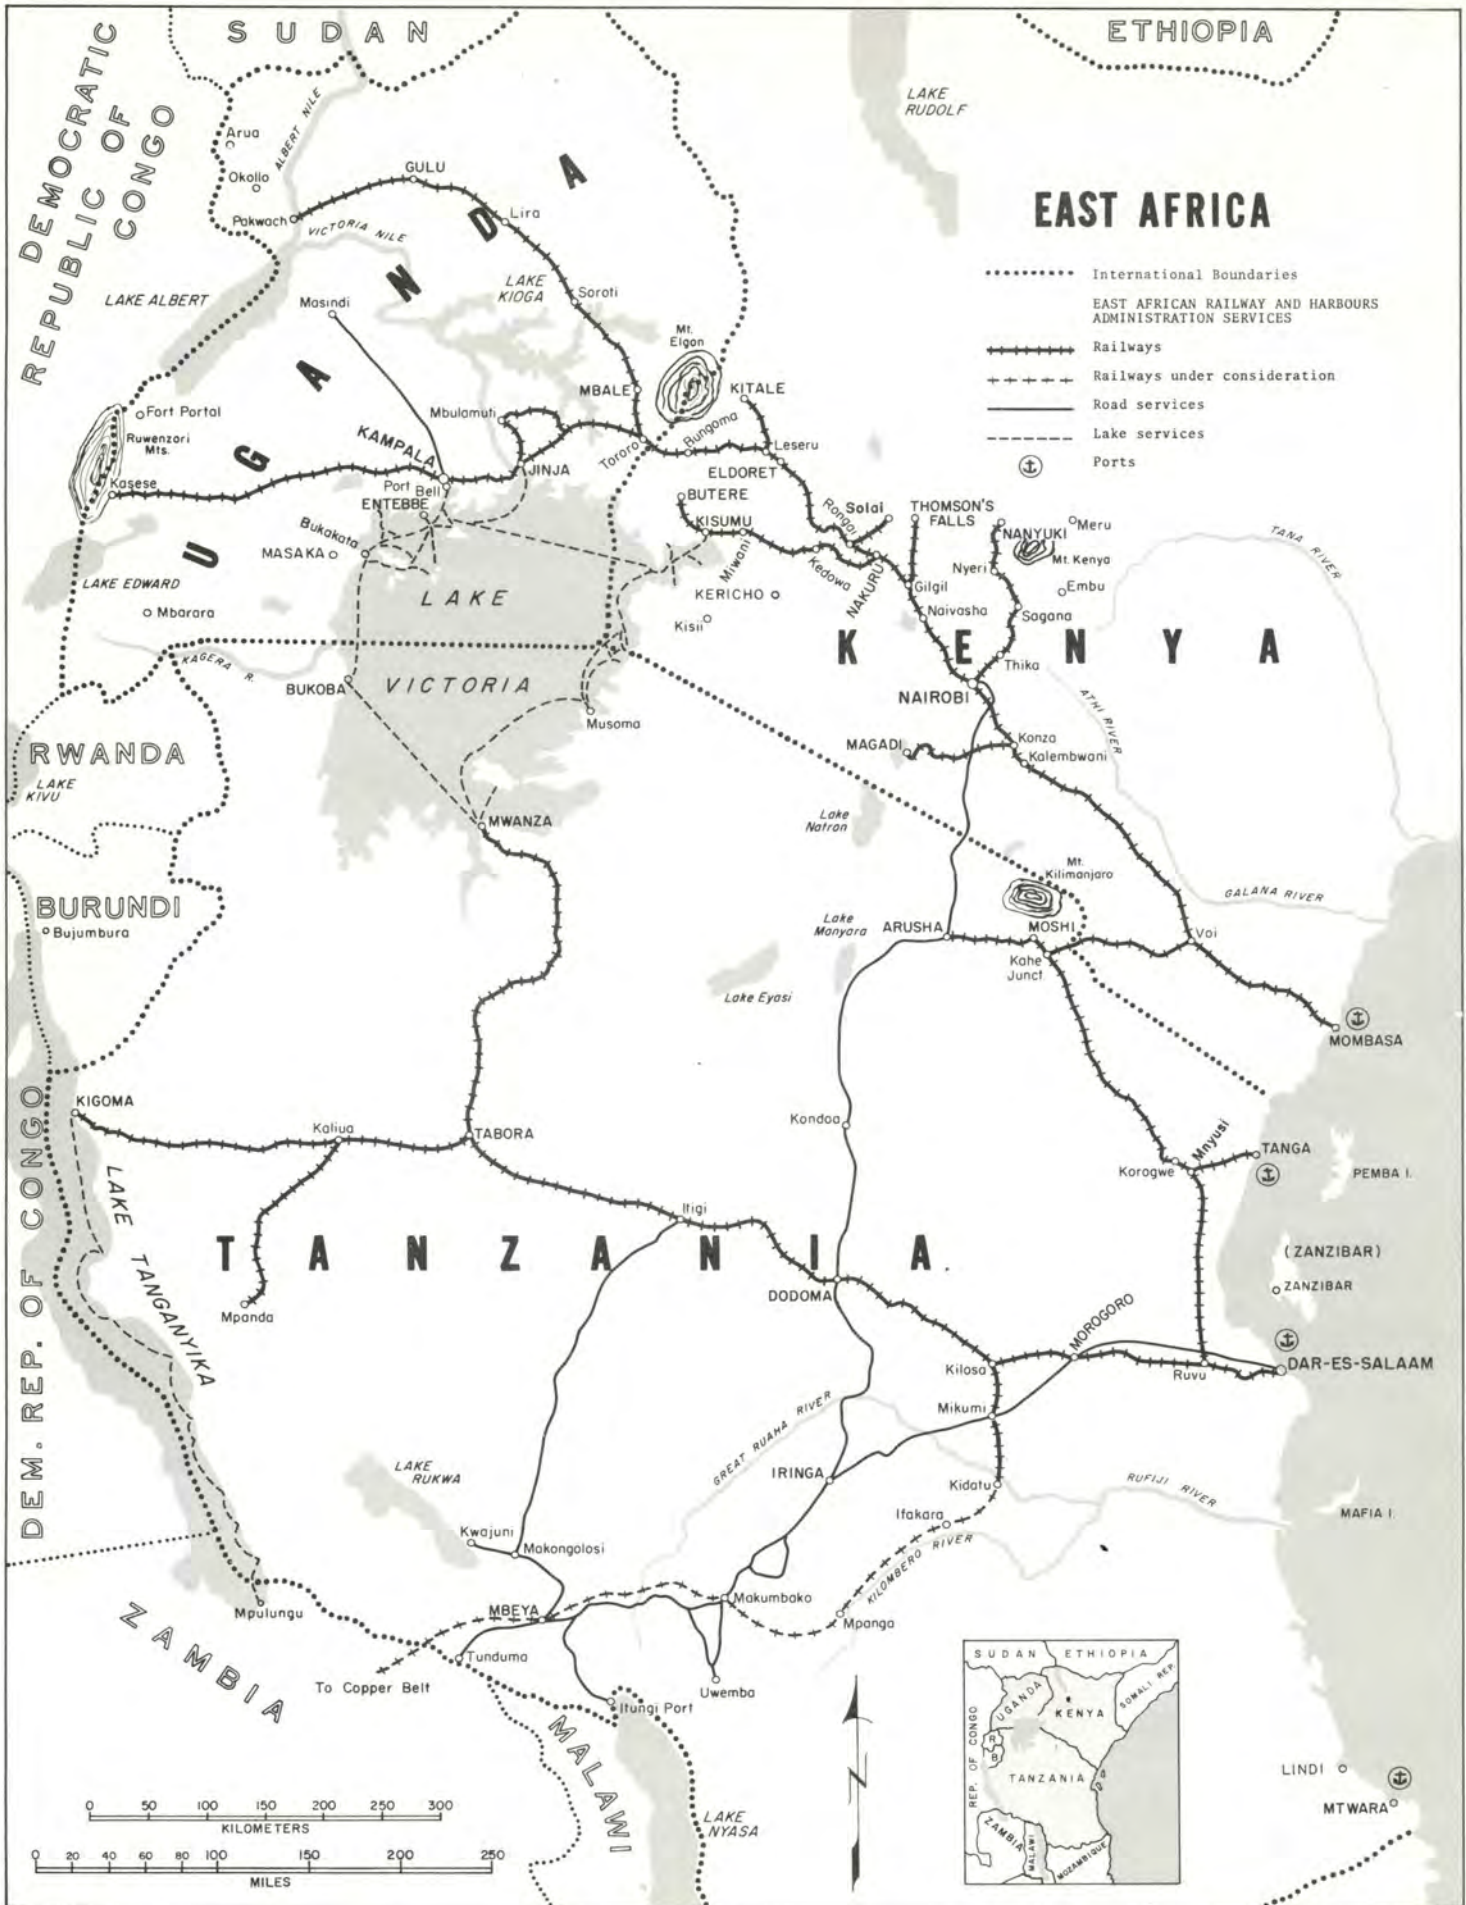 SUDAN
ETHIOPIA
DEMOCRATIC
REPUBLIC OF
CONGO
LAKE
RUDOLF
Arua
ALBERT NILE
Okollo
GULU
Pakwach
Lira
VICTORIA NILE
UGANDA
EAST AFRICA
International Boundaries
EAST AFRICAN RAILWAY AND HARBOURS
ADMINISTRATION SERVICES
Railways
Railways under consideration
Road services
Lake services
Ports
LAKE ALBERT
Masindi
LAKE
KIOGA
Soroti
Mt.
Elgon
MBALE
KITALE
Fort Portal
Ruwenzori
Mts.
Mbulamuti
KAMPALA
Tororo
Bungoma
Leseru
ELDORET
JINJA
Kasese
Port
Bell
ENTEBBE
BUTERE
Rongai
Solai
THOMSON'S
FALLS
NANYUKI
Meru
Bukakata
MASAKA
KISUMU
Miwani
Kedowa
NAKURU
Mt. Kenya
Nyeri
TANA RIVER
LAKE EDWARD
Mbarara
LAKE
KERICHO
Gilgil
Embu
Kisii
Naivasha
Sagana
KENYA
KAGERA R.
Thika
BUKOBA
VICTORIA
NAIROBI
Musoma
ATHI RIVER
RWANDA
MAGADI
Konza
Kalembwani
LAKE
KIVU
MWANZA
Lake
Natron
Mt.
Kilimanjaro
BURUNDI
Bujumbura
GALANA RIVER
Lake
Manyara
ARUSHA
MOSHI
Voi
Kahe
Junct.
Lake Eyasi
MOMBASA
KIGOMA
Kaliua
TABORA
Kondoa
Mnyusi
TANGA
Korogwe
PEMBA I.
DEM. REP. OF CONGO
LAKE TANGANYIKA
Itigi
TANZANIA
(ZANZIBAR)
ZANZIBAR
DODOMA
Mpanda
MOROGORO
DAR-ES-SALAAM
Kilosa
Ruvu
Mikumi
GREAT RUAHA RIVER
LAKE
RUKWA
IRINGA
Kidatu
RUFIJI RIVER
Ifakara
MAFIA I.
Kwajuni
Makongolosi
KILOMBERO RIVER
Makumbako
Mpulungu
MBEYA
Mpanga
ZAMBIA
Tunduma
To Copper Belt
Uwemba
Itungi Port
MALAWI
N
LAKE
NYASA
LINDI
MTWARA
SUDAN
ETHIOPIA
UGANDA
KENYA
SOMALI REP.
REP. OF CONGO
R
B
TANZANIA
ZAMBIA
MALAWI
MOZAMBIQUE
0 50 100 150 200 250 300
KILOMETERS
0 20 40 60 80 100 150 200 250
MILES